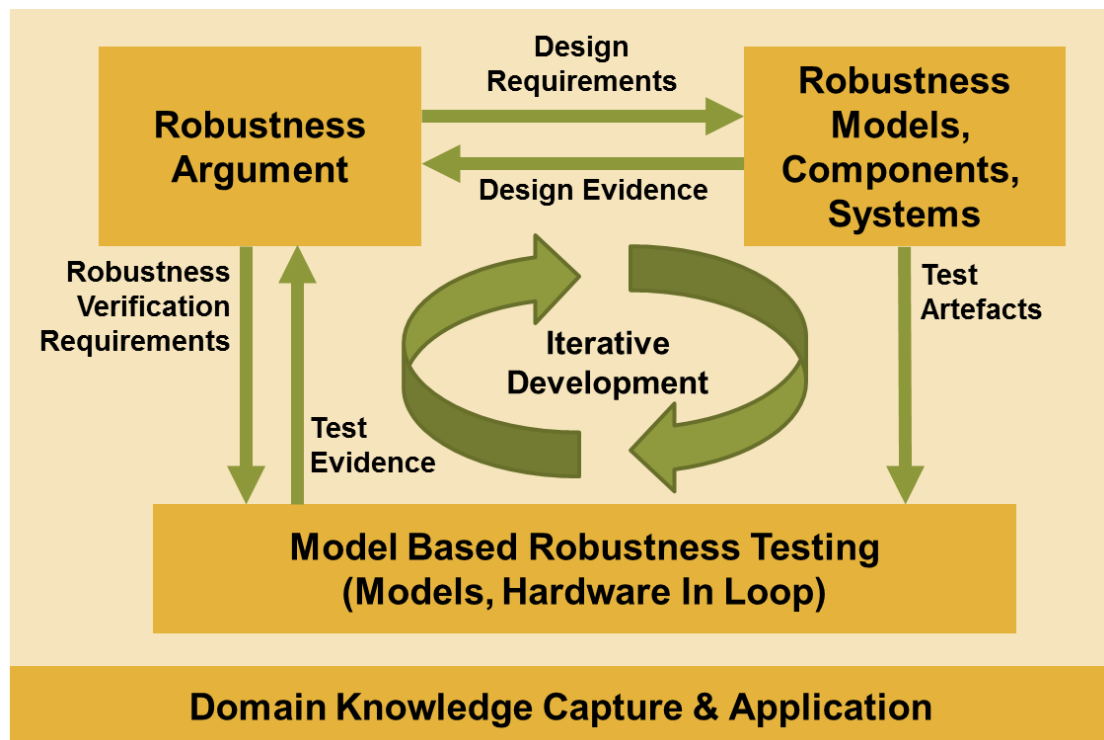 Design
Requirements
Robustness
Argument
Robustness
Models,
Components,
Systems
Design Evidence
Robustness
Verification
Requirements
Test
Artefacts
Iterative
Development
Test
Evidence
Model Based Robustness Testing
(Models, Hardware In Loop)
Domain Knowledge Capture & Application